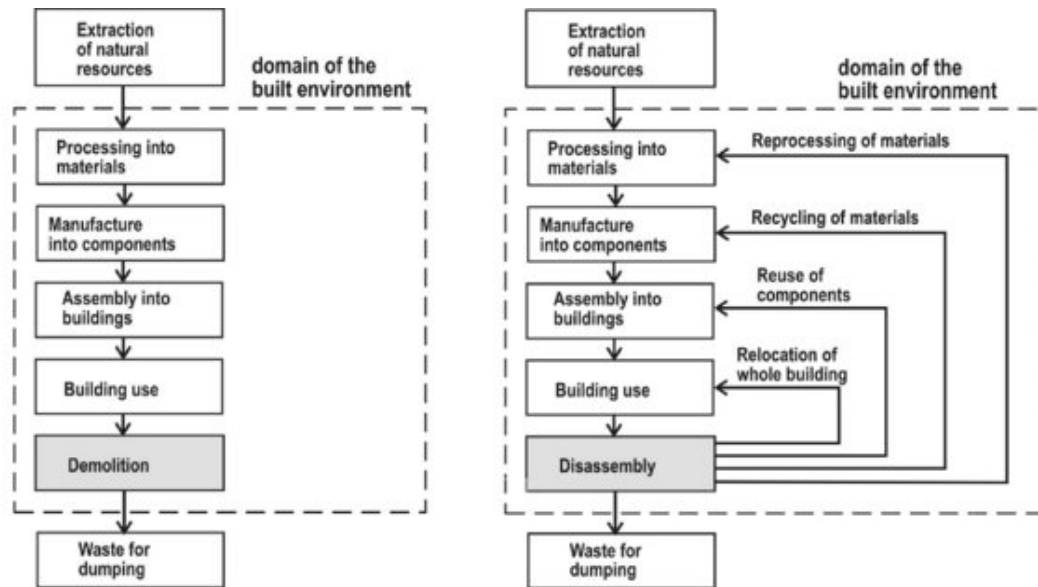 Extraction
of natural
resources
domain of the
built environment
Processing into
materials
Manufacture
into components
Assembly into
buildings
Building use
Demolition
Waste for
dumping
Extraction
of natural
resources
domain of the
built environment
Processing into
materials
Reprocessing of materials
Manufacture
into components
Recycling of materials
Assembly into
buildings
Reuse of
components
Building use
Relocation of
whole building
Disassembly
Waste for
dumping